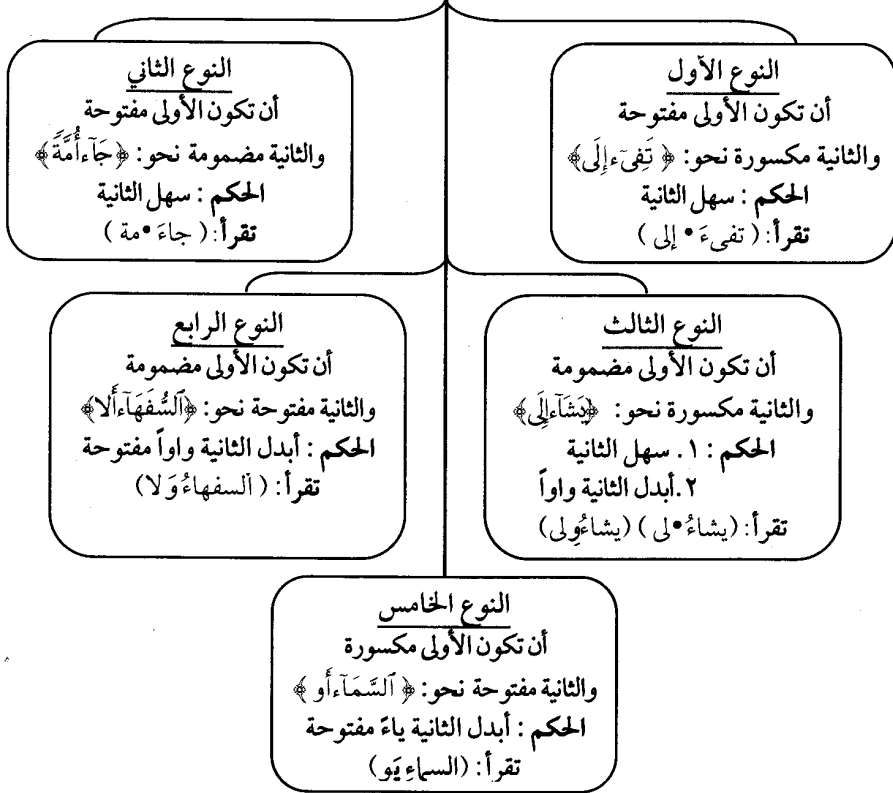 النوع الأول
أن تكون الأولى مفتوحة
والثانية مكسورة نحو: ﴿ تَفِىٓءَ إِلَى﴾
الحكم : سهل الثانية
تقرأ: ( تفىءَ • إلى )
النوع الثاني
أن تكون الأولى مفتوحة
والثانية مضمومة نحو: ﴿جَآءَ أُمَّةً﴾
الحكم : سهل الثانية
تقرأ: ( جاءَ •مة )
النوع الثالث
أن تكون الأولى مضمومة
والثانية مكسورة نحو: ﴿يَشَآءُ إِلَى﴾
الحكم : ١. سهل الثانية
٢.أبدل الثانية واواً
تقرأ: (يشاءُ •لى ) (يشاءُ وِلى)
النوع الرابع
أن تكون الأولى مضمومة
والثانية مفتوحة نحو: ﴿ٱلسُّفَهَآءُ أَلَا﴾
الحكم : أبدل الثانية واواً مفتوحة
تقرأ: ( السفهاءُ وَلا)
النوع الخامس
أن تكون الأولى مكسورة
والثانية مفتوحة نحو: ﴿ ٱلسَّمَآءِ أَو ﴾
الحكم : أبدل الثانية ياءً مفتوحة
تقرأ: (السماءِ يَو)